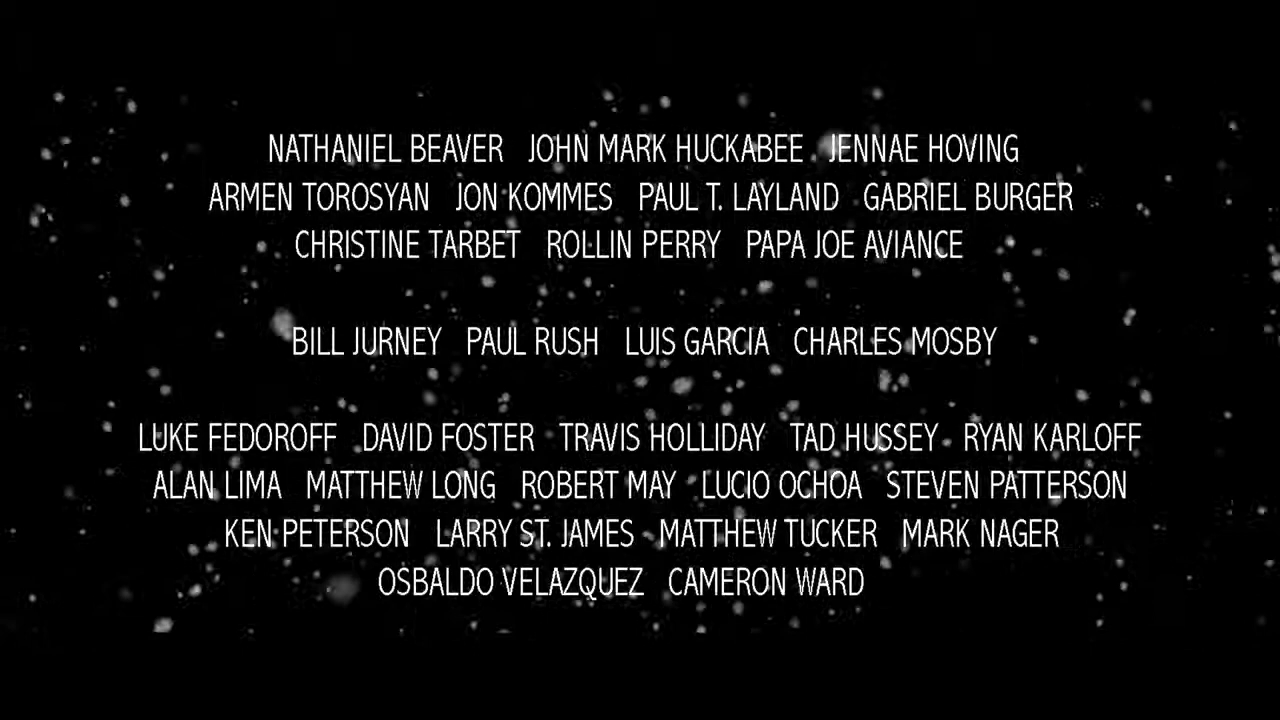 NATHANIEL BEAVER JOHN MARK HUCKABEE JENNAE HOVING
ARMEN TOROSYAN JON KOMMES PAUL T. LAYLAND GABRIEL BURGER
CHRISTINE TARBET ROLLIN PERRY PAPA JOE AVIANCE
BILL JURNEY PAUL RUSH LUIS GARCIA CHARLES MOSBY
LUKE FEDOROFF DAVID FOSTER TRAVIS HOLLIDAY TAD HUSSEY RYAN KARLOFF
ALAN LIMA MATTHEW LONG ROBERT MAY LUCIO OCHOA STEVEN PATTERSON
KEN PETERSON LARRY ST. JAMES MATTHEW TUCKER MARK NAGER
OSBALDO VELAZQUEZ CAMERON WARD